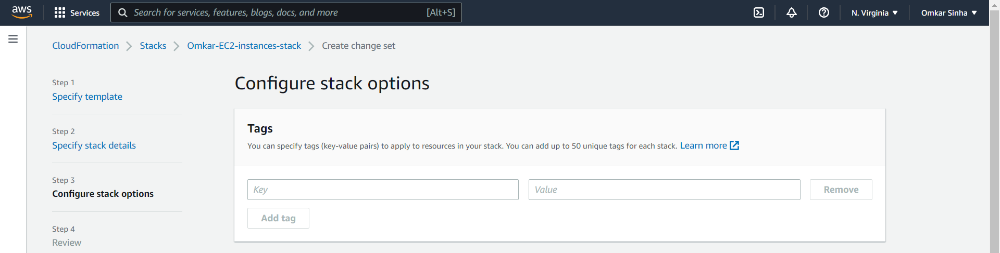 aws Services Search for services, features, blogs, docs, and more [Alt+S] N. Virginia Omkar Sinha
CloudFormation Stacks Omkar-EC2-instances-stack Create change set
Step 1
Specify template
Step 2
Specify stack details
Step 3
Configure stack options
Step 4
Review
Configure stack options
Tags
You can specify tags (key-value pairs) to apply to resources in your stack. You can add up to 50 unique tags for each stack. Learn more
Key Value Remove
Add tag